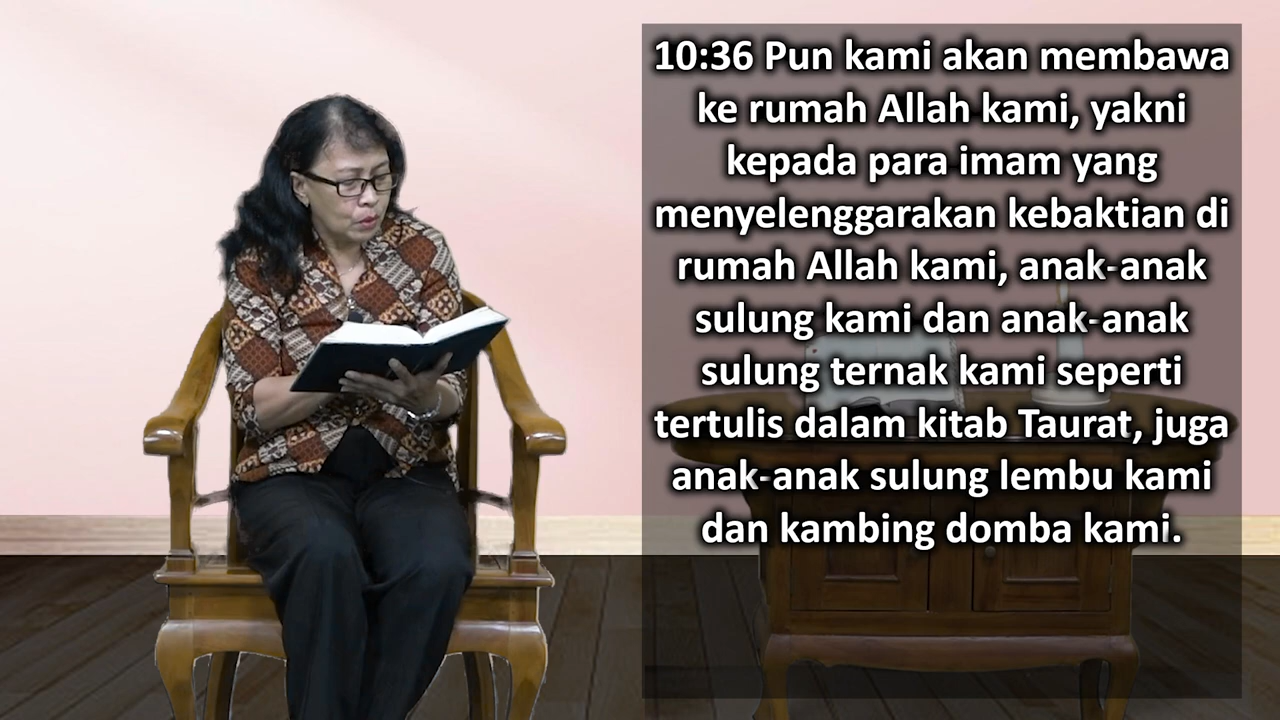 10:36 Pun kami akan membawa
ke rumah Allah kami, yakni
kepada para imam yang
menyelenggarakan kebaktian di
rumah Allah kami, anak-anak
sulung kami dan anak-anak
sulung ternak kami seperti
tertulis dalam kitab Taurat, juga
anak-anak sulung lembu kami
dan kambing domba kami.